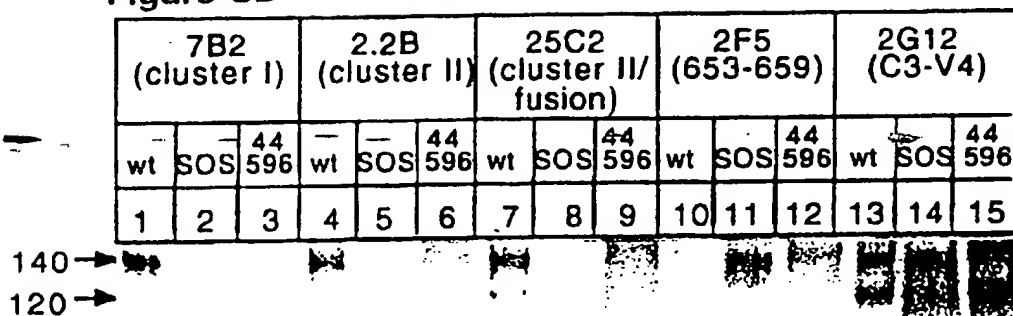 7B2 2.2B 25C2 2F5 2G12
(cluster I) (cluster II) (cluster II/ (653-659) (C3-V4)
fusion)
44 44 44 44 44
wt SOS 596 wt SOS 596 wt SOS 596 wt SOS 596 wt SOS 596
1 2 3 4 5 6 7 8 9 10 11 12 13 14 15
140
120